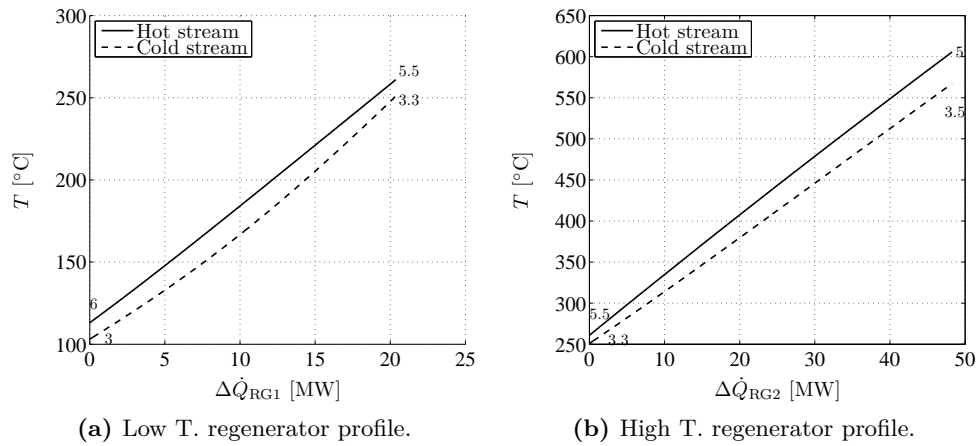 300
250
200
150
100
T [°C]
Hot stream
Cold stream
5.5
3.3
6
3
0 5 10 15 20 25
ΔQ̇RG1 [MW]
(a) Low T. regenerator profile.
650
600
550
500
450
400
350
300
250
T [°C]
Hot stream
Cold stream
5
3.5
5.5
3.3
0 10 20 30 40 50
ΔQ̇RG2 [MW]
(b) High T. regenerator profile.